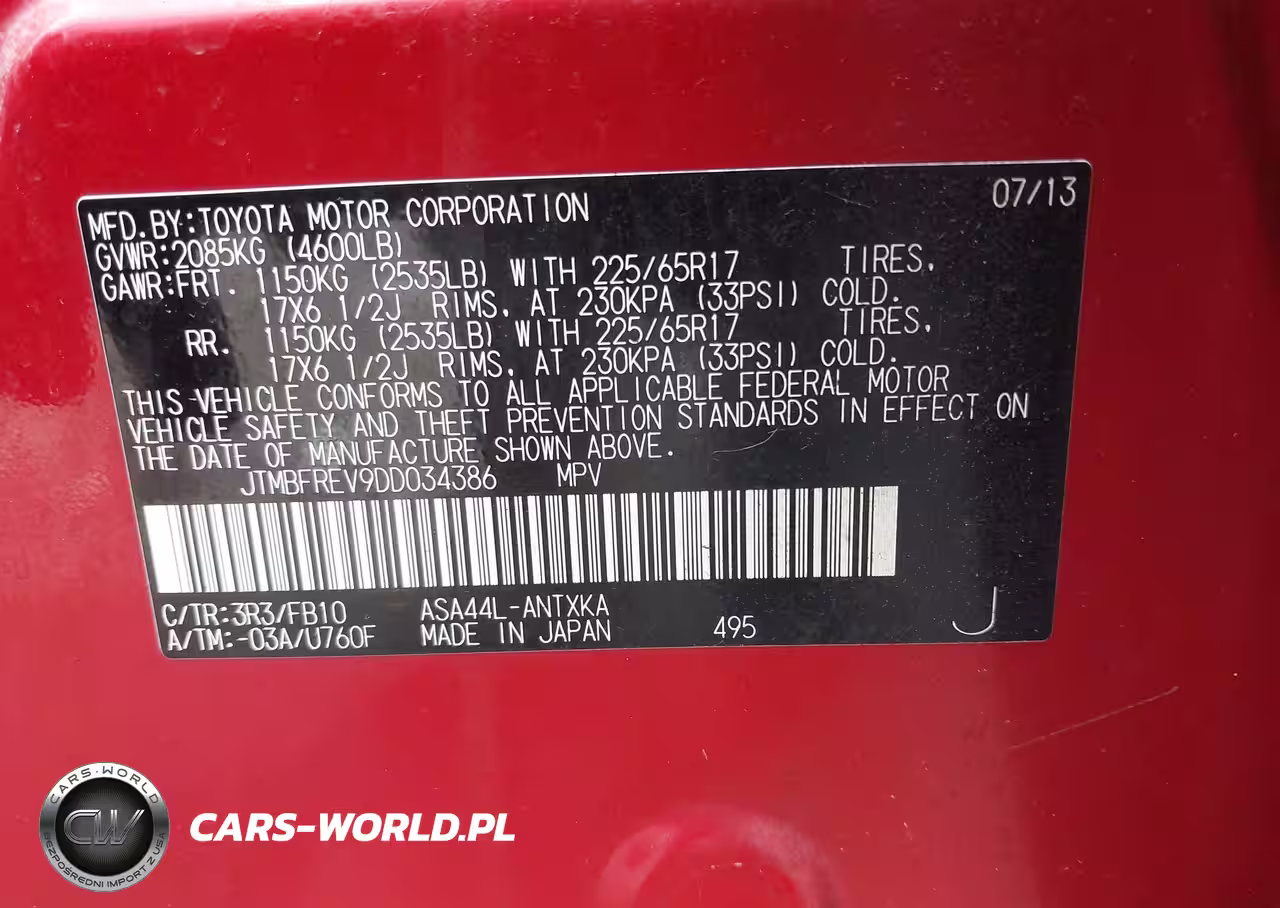 07/13
MFD.BY:TOYOTA MOTOR CORPORATION
GVWR:2085KG (4600LB)
GAWR:FRT. 1150KG (2535LB) WITH 225/65R17 TIRES.
17X6 1/2J RIMS. AT 230KPA (33PSI) COLD.
RR. 1150KG (2535LB) WITH 225/65R17 TIRES.
17X6 1/2J RIMS. AT 230KPA (33PSI) COLD.
THIS VEHICLE CONFORMS TO ALL APPLICABLE FEDERAL MOTOR
VEHICLE SAFETY AND THEFT PREVENTION STANDARDS IN EFFECT ON
THE DATE OF MANUFACTURE SHOWN ABOVE.
JTMBFREV9DD034386 MPV
C/TR:3R3/FB10 ASA44L-ANTXKA
A/TM:-03A/U760F MADE IN JAPAN 495 J
CARS-WORLD
CW
BEZPOŚREDNI IMPORT Z USA
CARS-WORLD.PL